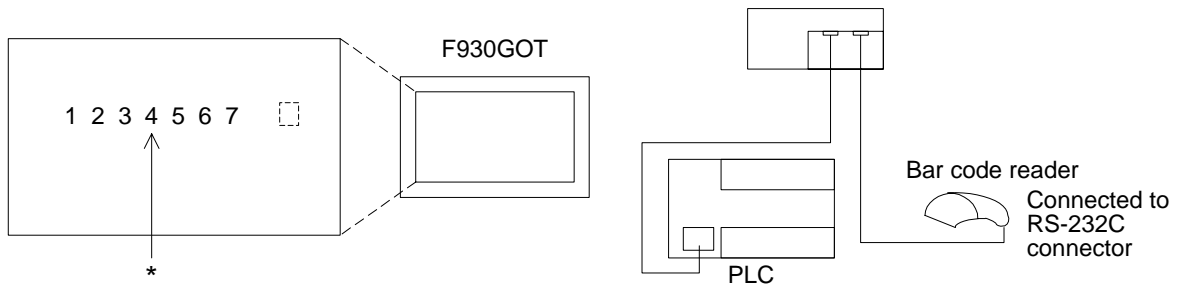 F930GOT
1 2 3 4 5 6 7
*
Bar code reader
Connected to
RS-232C
connector
PLC